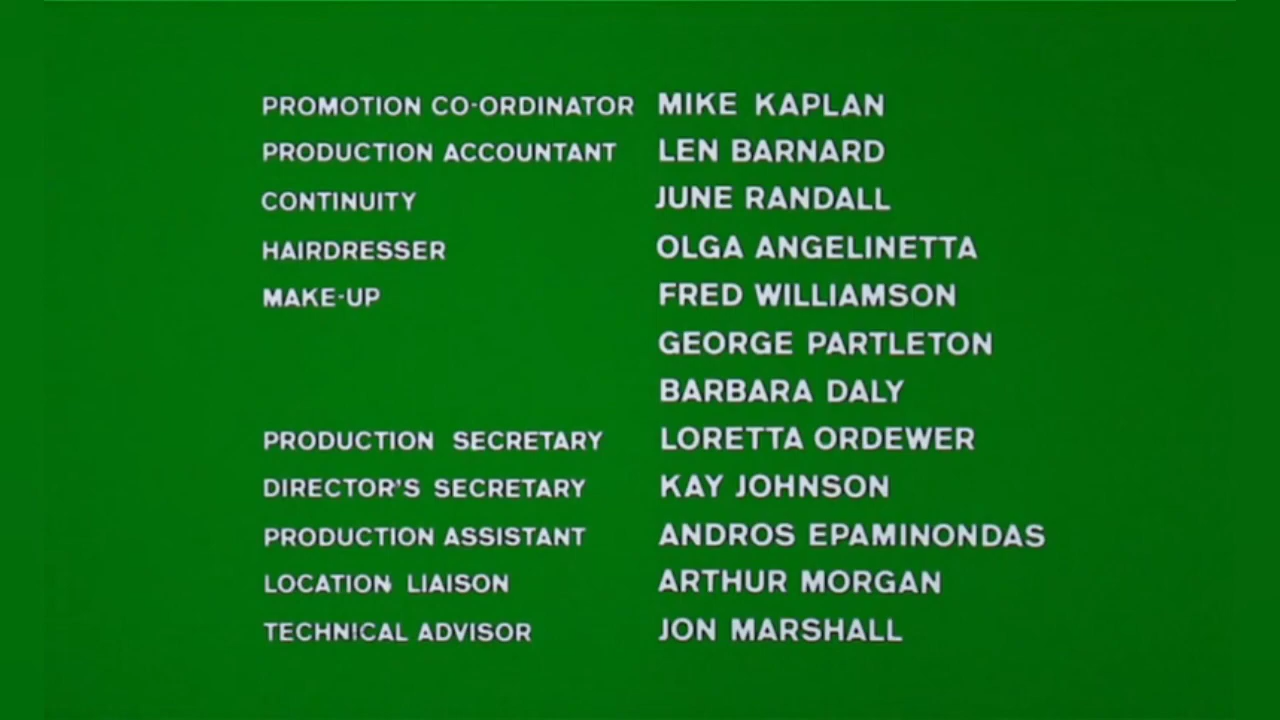 PROMOTION CO-ORDINATOR MIKE KAPLAN
PRODUCTION ACCOUNTANT LEN BARNARD
CONTINUITY JUNE RANDALL
HAIRDRESSER OLGA ANGELINETTA
MAKE-UP FRED WILLIAMSON
GEORGE PARTLETON
BARBARA DALY
PRODUCTION SECRETARY LORETTA ORDEWER
DIRECTOR'S SECRETARY KAY JOHNSON
PRODUCTION ASSISTANT ANDROS EPAMINONDAS
LOCATION LIAISON ARTHUR MORGAN
TECHNICAL ADVISOR JON MARSHALL